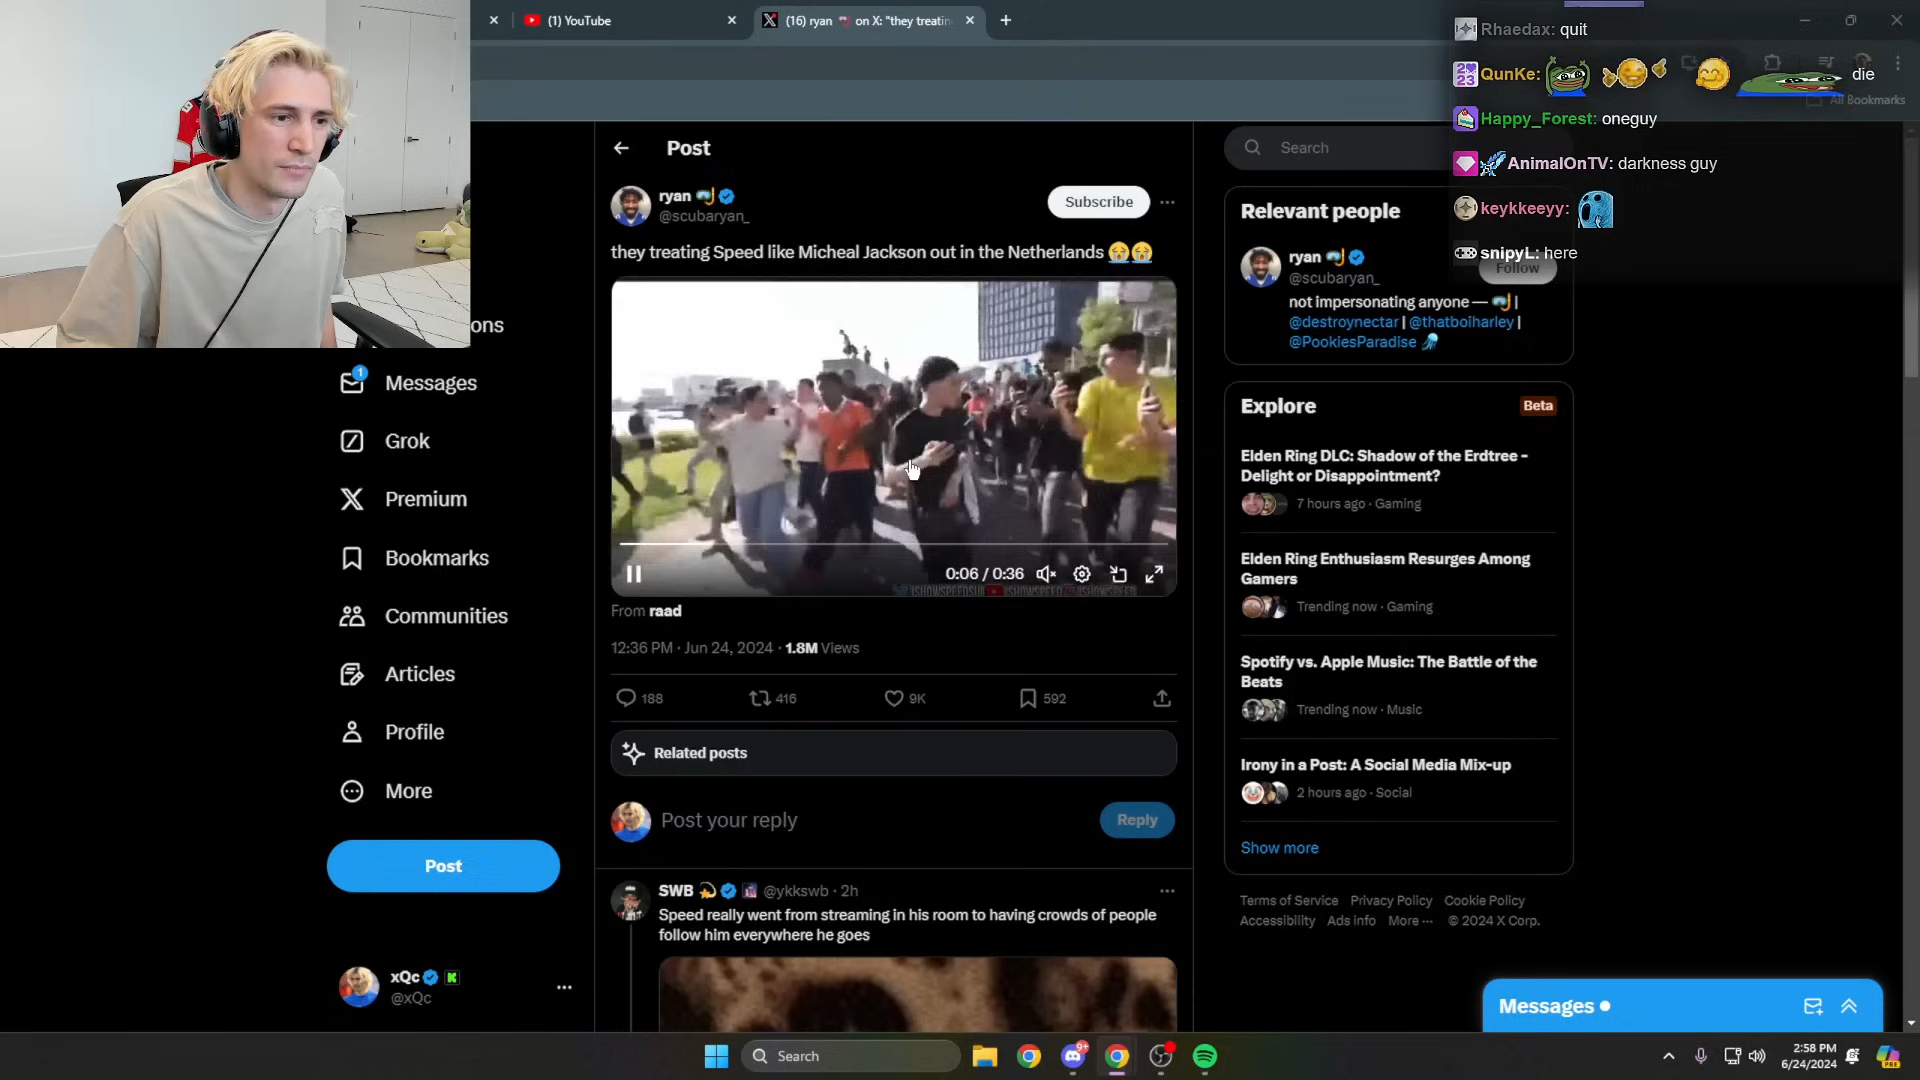 (1) YouTube
(16) ryan 🤿 on X: "they treatin
All Bookmarks
Rhaedax: quit
QunKe: die
Happy_Forest: oneguy
AnimalOnTV: darkness guy
keykkeeyy:
snipyL: here
ons
1
Messages
Grok
Premium
Bookmarks
Communities
Articles
Profile
More
Post
xQc
@xQc
Post
ryan 🤿
@scubaryan_
Subscribe
they treating Speed like Micheal Jackson out in the Netherlands 😭😭
0:06 / 0:36
From raad
12:36 PM · Jun 24, 2024 · 1.8M Views
188
416
9K
592
Related posts
Post your reply
Reply
SWB 💫 @ykkswb · 2h
Speed really went from streaming in his room to having crowds of people
follow him everywhere he goes
Search
Relevant people
ryan 🤿
@scubaryan_
Follow
not impersonating anyone — 🤿 |
@destroynectar | @thatboiharley |
@PookiesParadise 🪼
Explore
Beta
Elden Ring DLC: Shadow of the Erdtree -
Delight or Disappointment?
7 hours ago · Gaming
Elden Ring Enthusiasm Resurges Among
Gamers
Trending now · Gaming
Spotify vs. Apple Music: The Battle of the
Beats
Trending now · Music
Irony in a Post: A Social Media Mix-up
2 hours ago · Social
Show more
Terms of Service Privacy Policy Cookie Policy
Accessibility Ads info More ··· © 2024 X Corp.
Messages
Search
9+
2:58 PM
6/24/2024